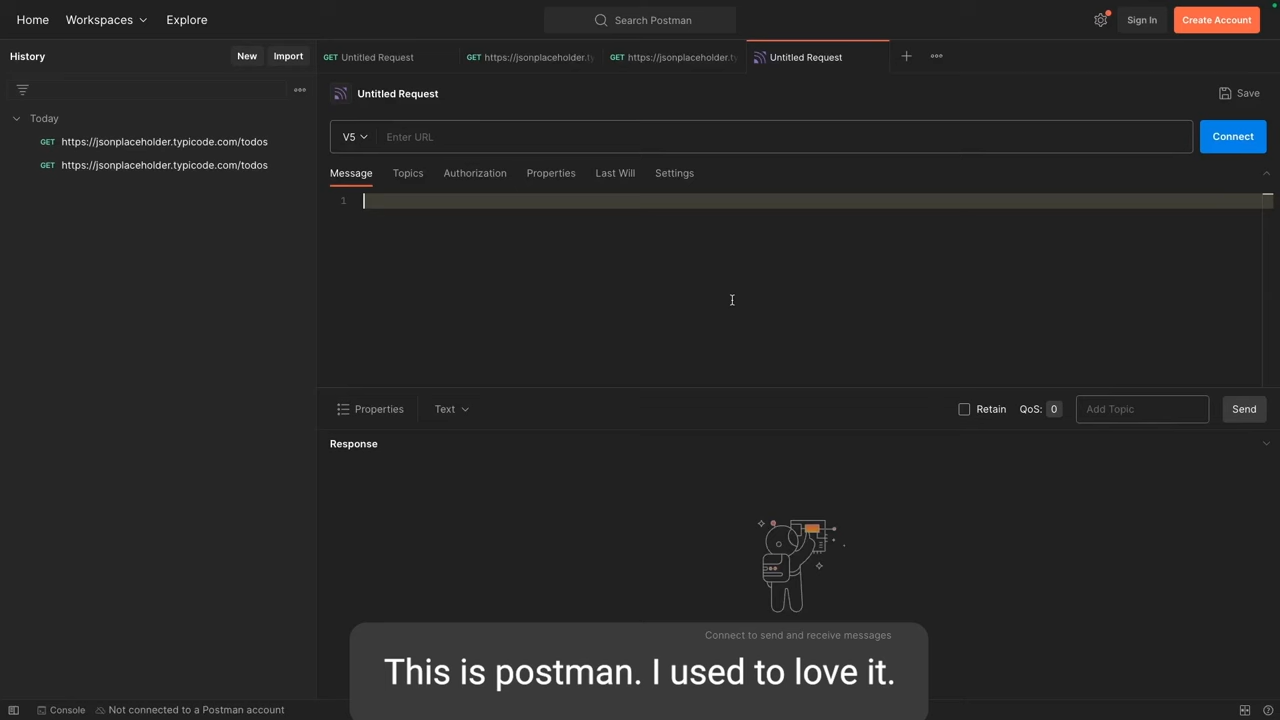 Home Workspaces Explore Search Postman Sign In Create Account
History New Import GET Untitled Request GET https://jsonplaceholder.ty GET https://jsonplaceholder.ty Untitled Request
Untitled Request Save
Today
V5 Enter URL Connect
GET https://jsonplaceholder.typicode.com/todos
GET https://jsonplaceholder.typicode.com/todos
Message Topics Authorization Properties Last Will Settings
1
Properties Text Retain QoS: 0 Add Topic Send
Response
Connect to send and receive messages
This is postman. I used to love it.
Console Not connected to a Postman account